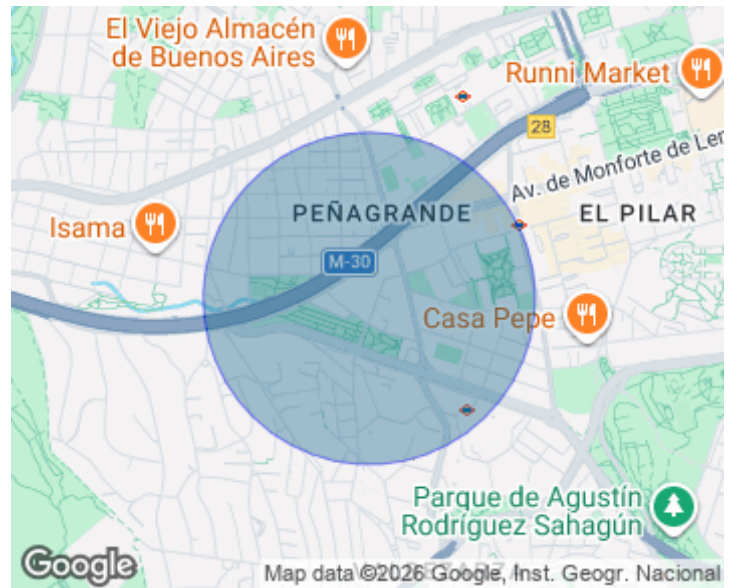 El Viejo Almacén
de Buenos Aires
Runni Market
28
Av. de Monforte de Ler
PEÑAGRANDE
EL PILAR
Isama
M-30
Casa Pepe
Parque de Agustín
Rodríguez Sahagún
Google
Map data ©2026 Google, Inst. Geogr. Nacional